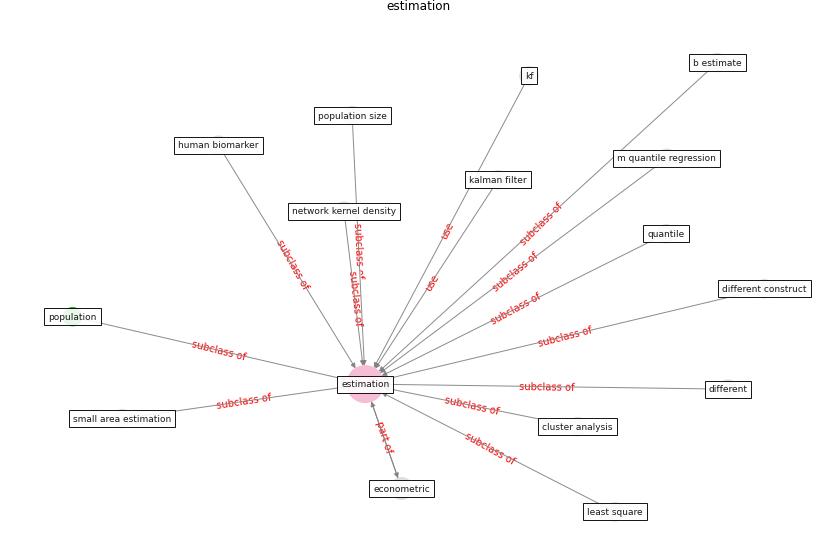 estimation
b estimate
kf
population size
human biomarker
m quantile regression
kalman filter
network kernel density
subclass of
use
quantile
subclass of
subclass of
subclass of
use
different construct
subclass of
subclass of
subclass of
population
subclass of
subclass of
estimation
subclass of
different
subclass of
subclass of
small area estimation
cluster analysis
part of
subclass of
econometric
least square